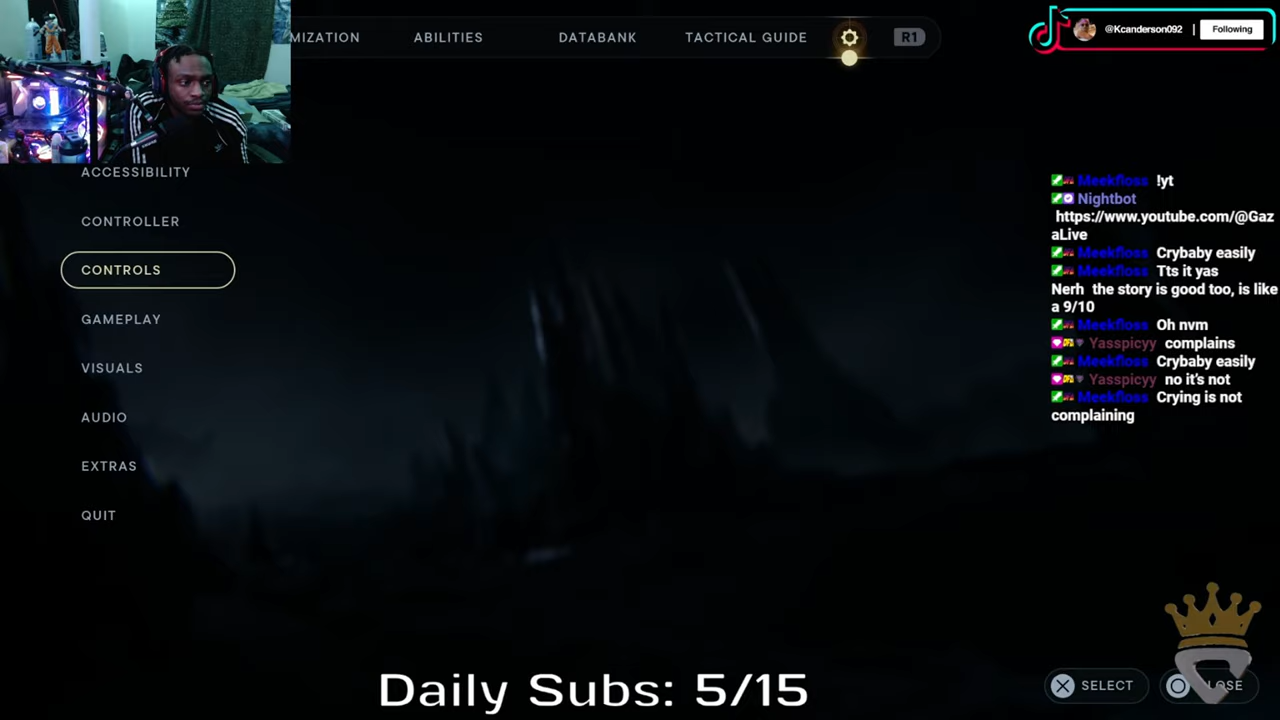 MIZATION
ABILITIES
DATABANK
TACTICAL GUIDE
R1
@Kcanderson092
Following
ACCESSIBILITY
CONTROLLER
CONTROLS
GAMEPLAY
VISUALS
AUDIO
EXTRAS
QUIT
Meekfloss !yt
Nightbot
https://www.youtube.com/@Gaz
aLive
Meekfloss Crybaby easily
Meekfloss Tts it yas
Nerh the story is good too, is like
a 9/10
Meekfloss Oh nvm
Yasspicyy complains
Meekfloss Crybaby easily
Yasspicyy no it's not
Meekfloss Crying is not
complaining
Daily Subs: 5/15
SELECT
LOSE